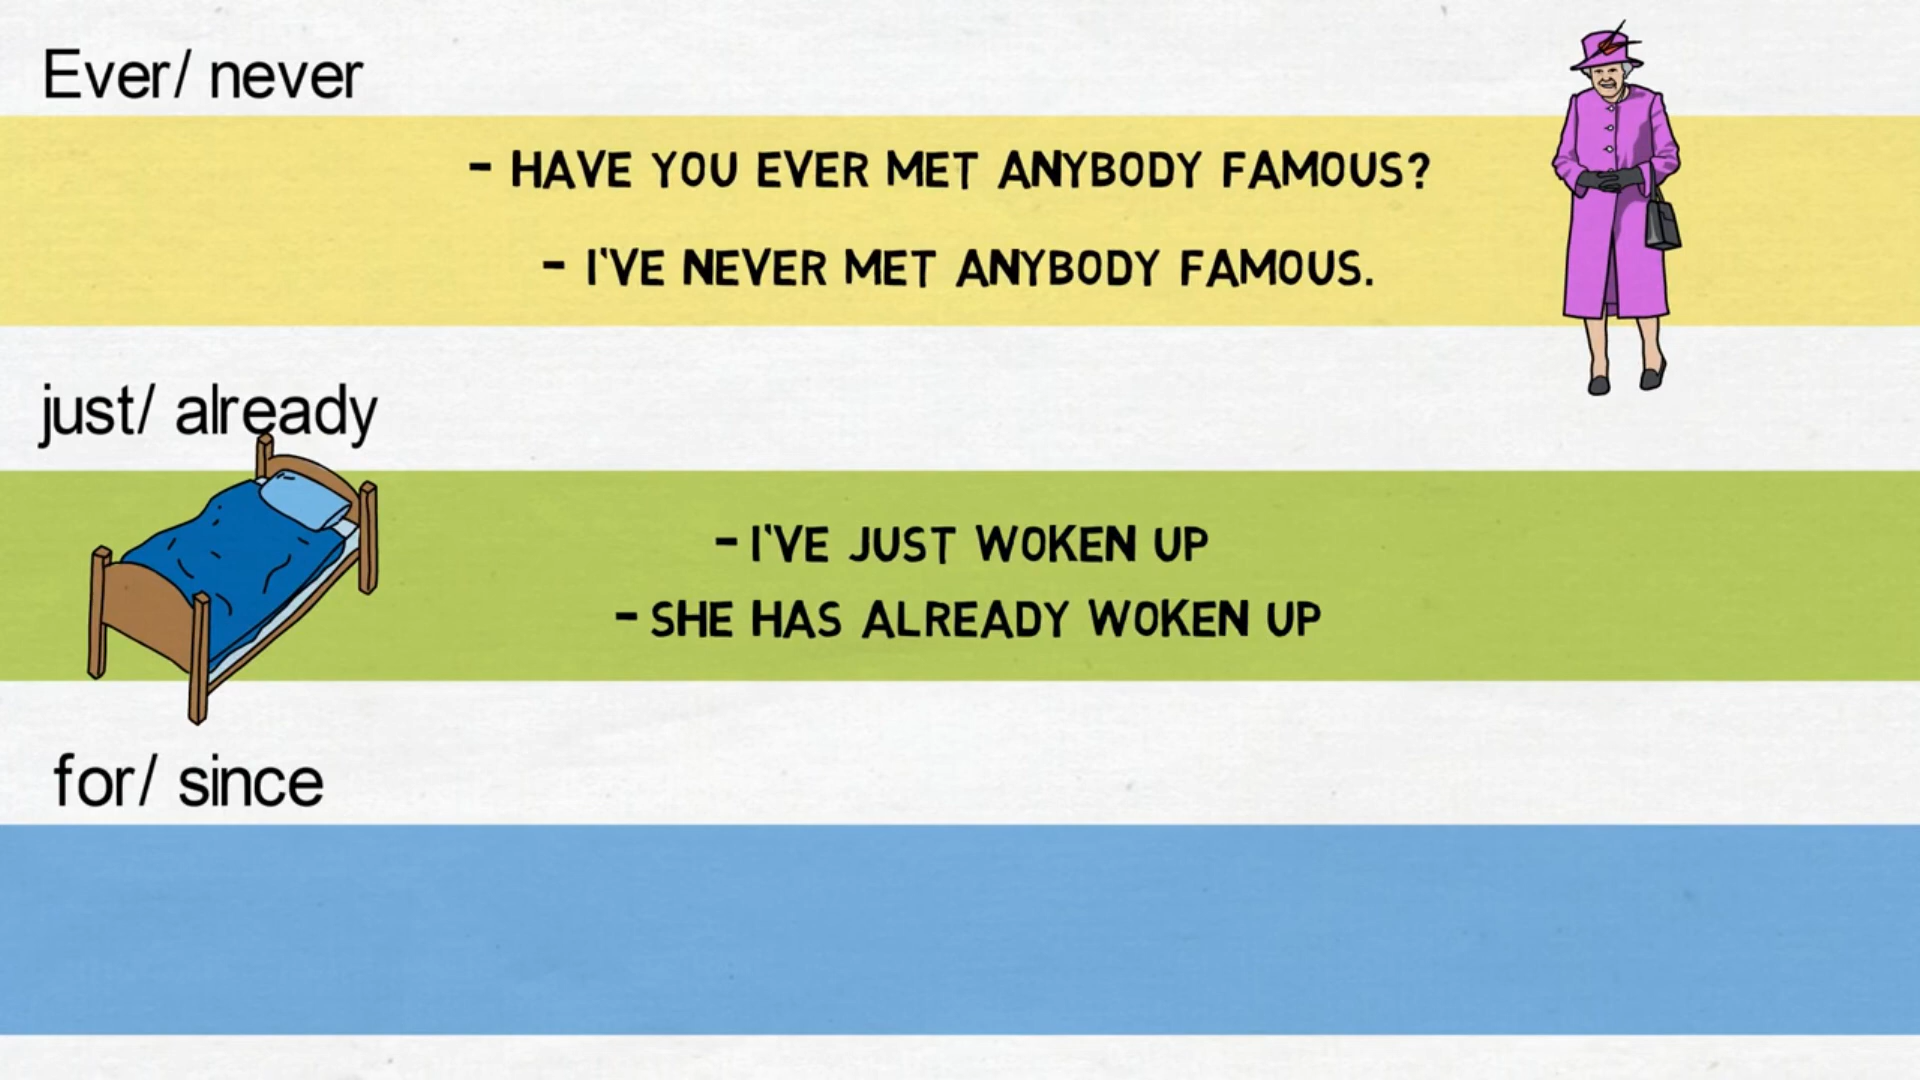 Ever/ never
- HAVE YOU EVER MET ANYBODY FAMOUS?
- I'VE NEVER MET ANYBODY FAMOUS.
just/ already
- I'VE JUST WOKEN UP
- SHE HAS ALREADY WOKEN UP
for/ since